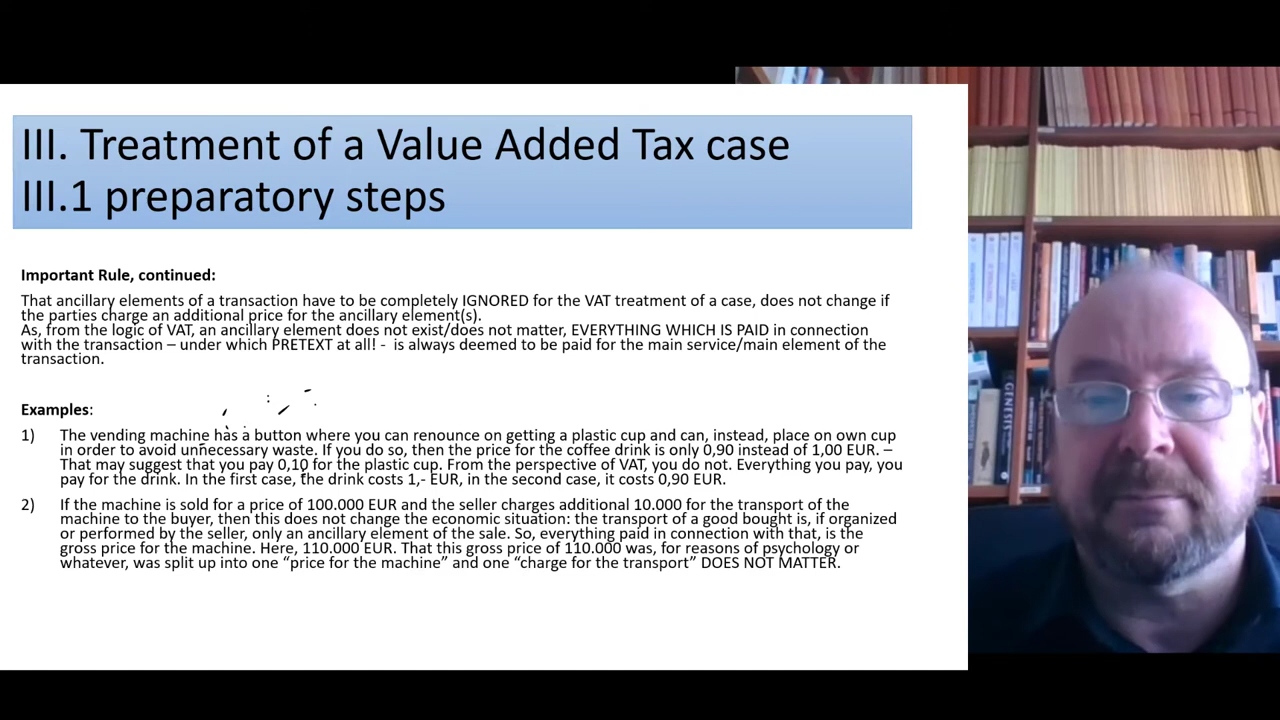 III. Treatment of a Value Added Tax case
III.1 preparatory steps
Important Rule, continued:
That ancillary elements of a transaction have to be completely IGNORED for the VAT treatment of a case, does not change if
the parties charge an additional price for the ancillary element(s).
As, from the logic of VAT, an ancillary element does not exist/does not matter, EVERYTHING WHICH IS PAID in connection
with the transaction – under which PRETEXT at all! - is always deemed to be paid for the main service/main element of the
transaction.
Examples:
1) The vending machine has a button where you can renounce on getting a plastic cup and can, instead, place on own cup
in order to avoid unnecessary waste. If you do so, then the price for the coffee drink is only 0,90 instead of 1,00 EUR. –
That may suggest that you pay 0,10 for the plastic cup. From the perspective of VAT, you do not. Everything you pay, you
pay for the drink. In the first case, the drink costs 1,- EUR, in the second case, it costs 0,90 EUR.
2) If the machine is sold for a price of 100.000 EUR and the seller charges additional 10.000 for the transport of the
machine to the buyer, then this does not change the economic situation: the transport of a good bought is, if organized
or performed by the seller, only an ancillary element of the sale. So, everything paid in connection with that, is the
gross price for the machine. Here, 110.000 EUR. That this gross price of 110.000 was, for reasons of psychology or
whatever, was split up into one “price for the machine” and one “charge for the transport” DOES NOT MATTER.
GENESIS